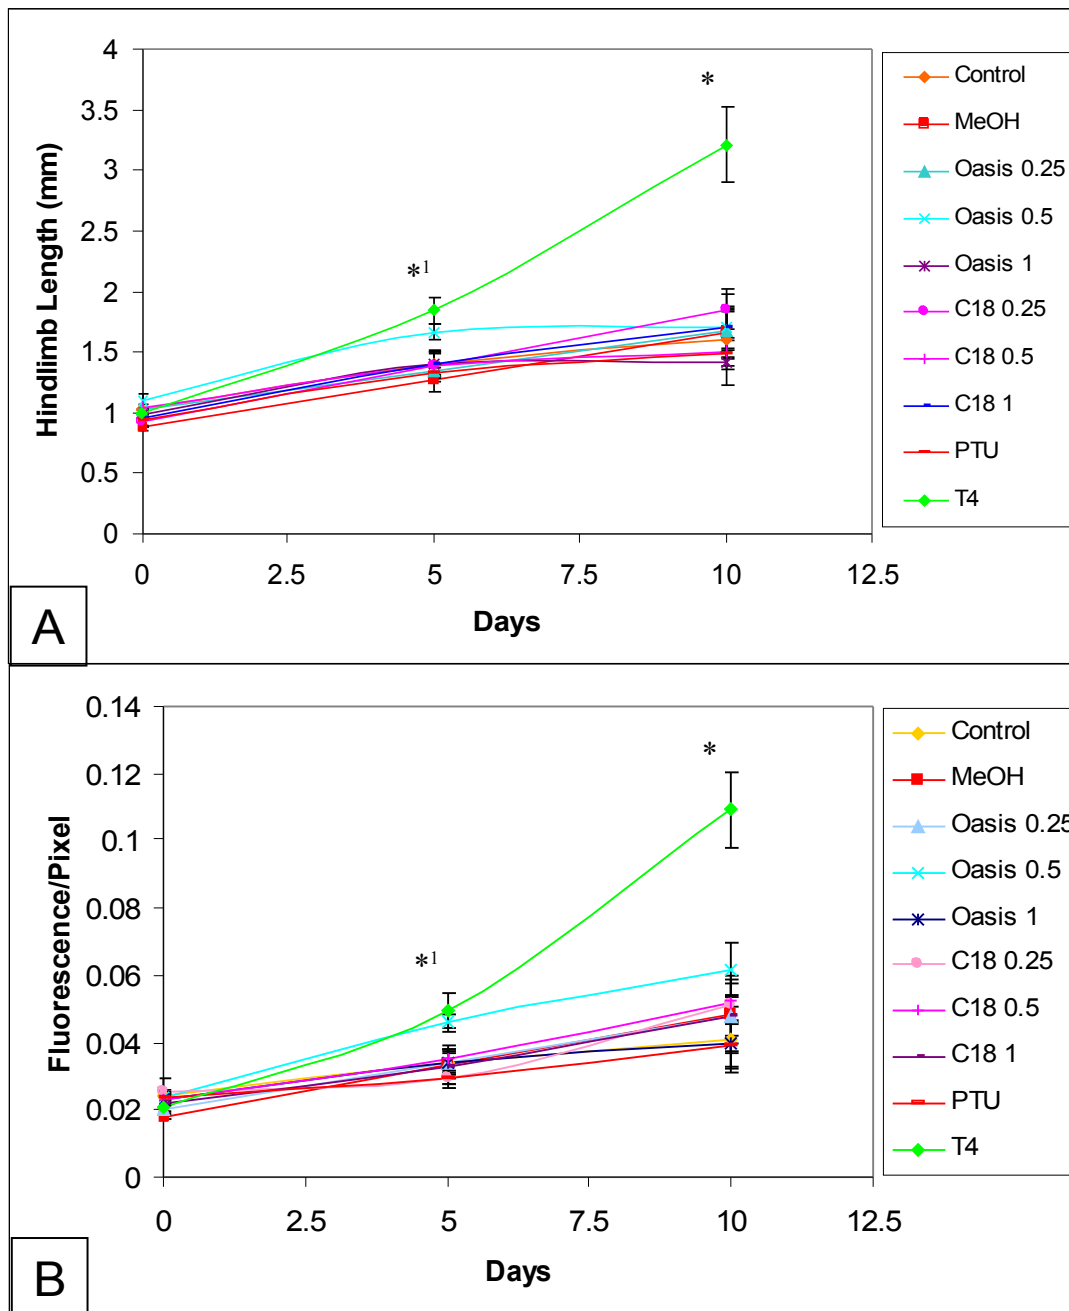 4
3.5
3
2.5
2
1.5
1
0.5
0
Hindlimb Length (mm)
*
*1
0 2.5 5 7.5 10 12.5
Days
Control
MeOH
Oasis 0.25
Oasis 0.5
Oasis 1
C18 0.25
C18 0.5
C18 1
PTU
T4
A
0.14
0.12
0.1
0.08
0.06
0.04
0.02
0
Fluorescence/Pixel
*
*1
0 2.5 5 7.5 10 12.5
Days
Control
MeOH
Oasis 0.25
Oasis 0.5
Oasis 1
C18 0.25
C18 0.5
C18 1
PTU
T4
B